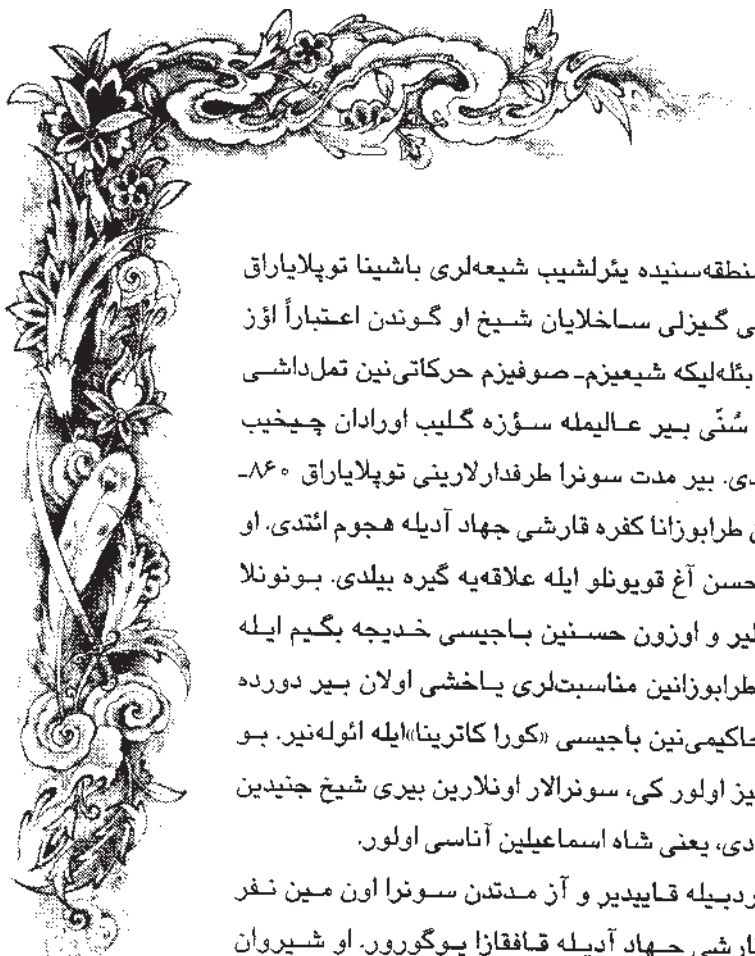 منطقه‌سنیده یئرلشیب شیعه‌لری باشینا توپلایاراق
گیزلی ساخلایان شیخ او گوندن اعتباراً اؤز
بئله‌لیکه شیعیزم ـ صوفیزم حرکاتی‌نین تمل‌داشی
سُنّی بیر عالیمله سؤزه گلیب اورادان چیخیب
دی. بیر مدت سونرا طرفدارلارینی توپلایاراق ۸۶۰ـ
طرابوزانا کفره قارشی جهاد آدیله هجوم ائتدی. او
حسن آغ قویونلو ایله علاقه‌یه گیره بیلدی. بونونلا
لیر و اوزون حسنین باجیسی خدیجه بگیم ایله
طرابوزانین مناسبت‌لری یاخشی اولان بیر دورده
حاکیمی‌نین باجیسی «کورا کاترینا» ایله ائوله‌نیر. بو
یز اولور کی، سونرالار اونلارین بیری شیخ جنیدین
دی، یعنی شاه اسماعیلین آناسی اولور.
ردبیله قاییدیر و آز مدتدن سونرا اون مین نفر
ارشی جهاد آدیله قافقازا یوگورور. او شیروان